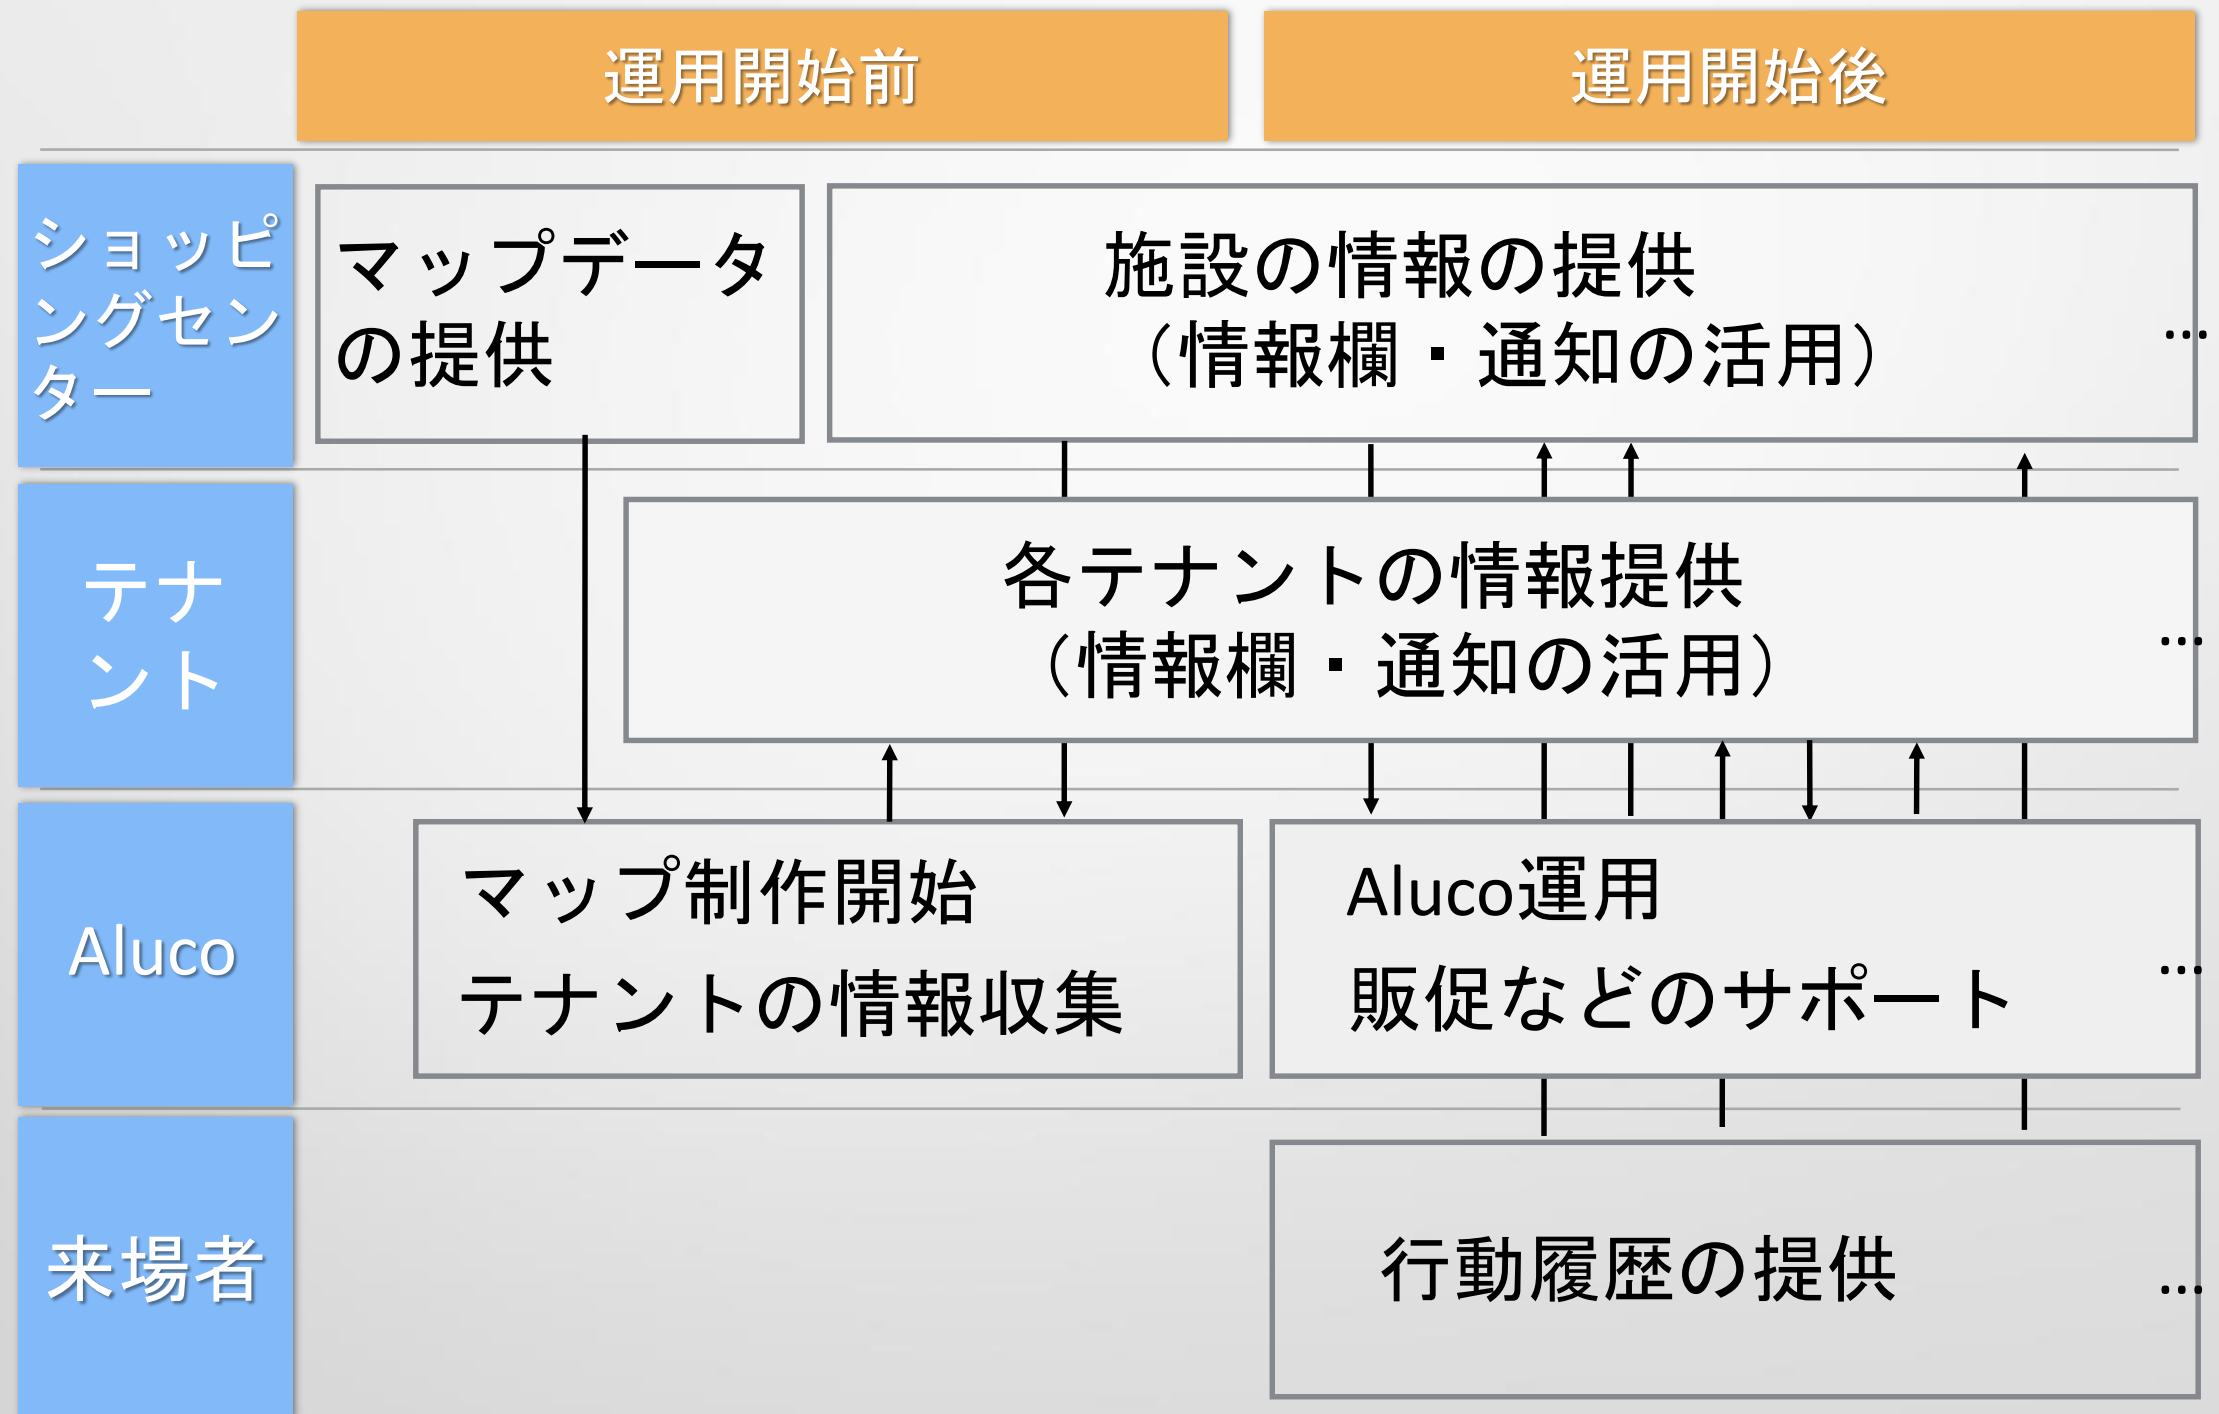 運用開始前
運用開始後
ショッピ
ングセン
ター
マップデータ
の提供
施設の情報の提供
（情報欄・通知の活用）
…
テナ
ント
各テナントの情報提供
（情報欄・通知の活用）
…
Aluco
マップ制作開始
テナントの情報収集
Aluco運用
販促などのサポート
…
来場者
行動履歴の提供
…